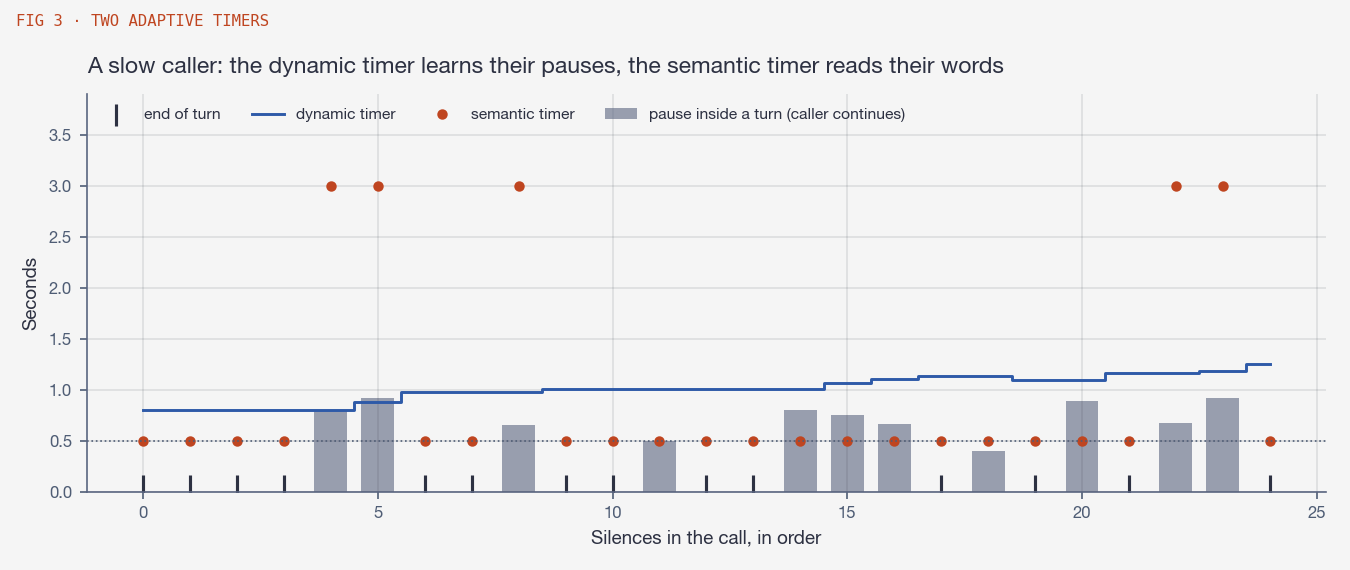 FIG 3 · TWO ADAPTIVE TIMERS
A slow caller: the dynamic timer learns their pauses, the semantic timer reads their words
end of turn
dynamic timer
semantic timer
pause inside a turn (caller continues)
3.5
3.0
2.5
2.0
1.5
1.0
0.5
0.0
Seconds
0
5
10
15
20
25
Silences in the call, in order